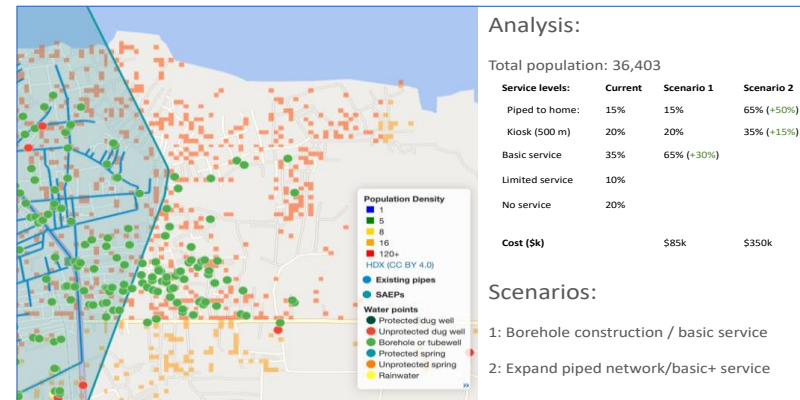 Analysis:
Total population: 36,403
Service levels: Current Scenario 1 Scenario 2
Piped to home: 15% 15% 65% (+50%)
Kiosk (500 m) 20% 20% 35% (+15%)
Basic service 35% 65% (+30%)
Limited service 10%
No service 20%
Cost ($k) $85k $350k
Scenarios:
1: Borehole construction / basic service
2: Expand piped network/basic+ service
Population Density
1
5
8
16
120+
HDX (CC BY 4.0)
Existing pipes
SAEPs
Water points
Protected dug well
Unprotected dug well
Borehole or tubewell
Protected spring
Unprotected spring
Rainwater
»